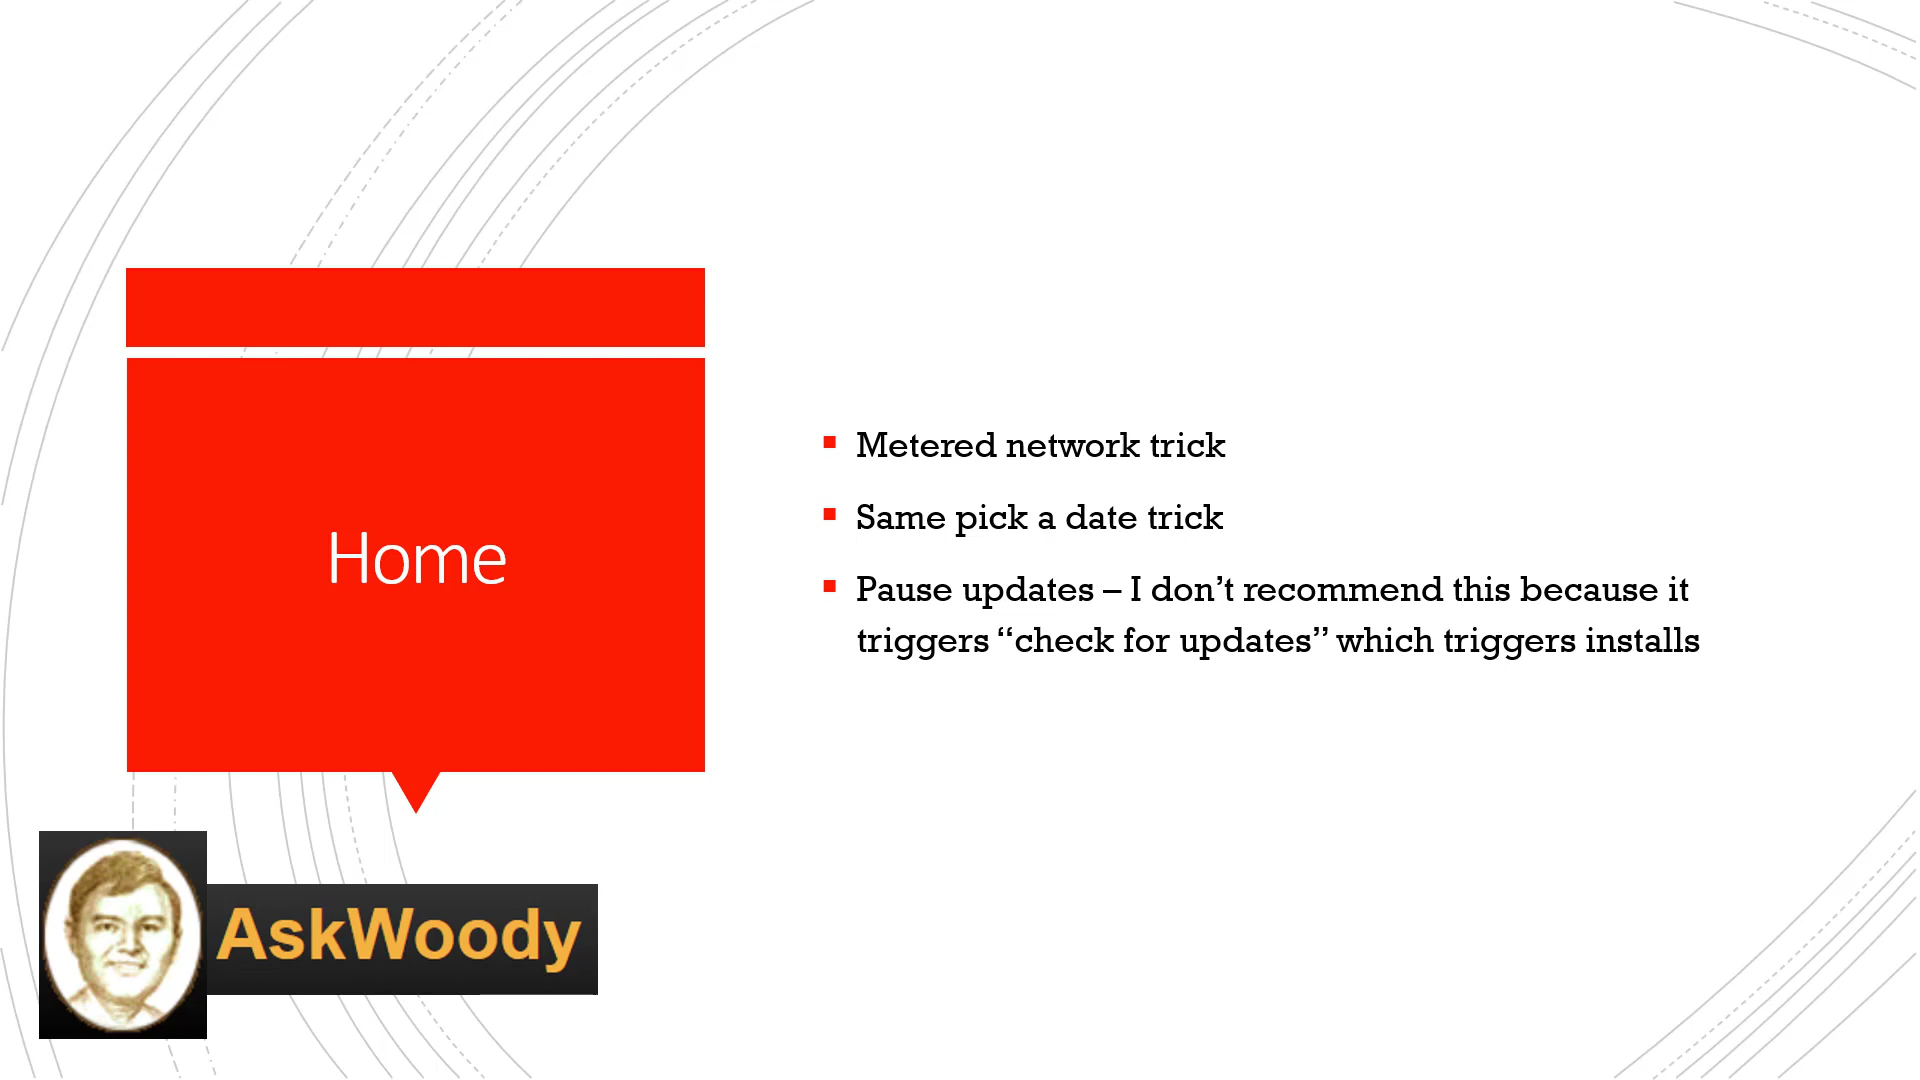 Home
Metered network trick
Same pick a date trick
Pause updates – I don’t recommend this because it
triggers “check for updates” which triggers installs
AskWoody